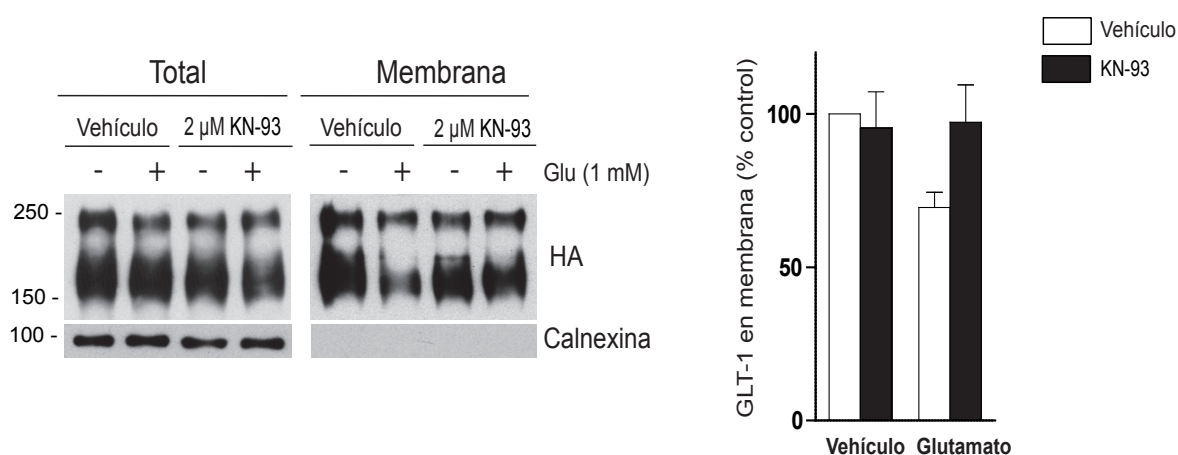 Total
Membrana
Vehículo
2 µM KN-93
Vehículo
2 µM KN-93
- + - +
- + - +
Glu (1 mM)
250 -
150 -
100 -
HA
Calnexina
Vehículo
KN-93
GLT-1 en membrana (% control)
100
50
0
Vehículo
Glutamato